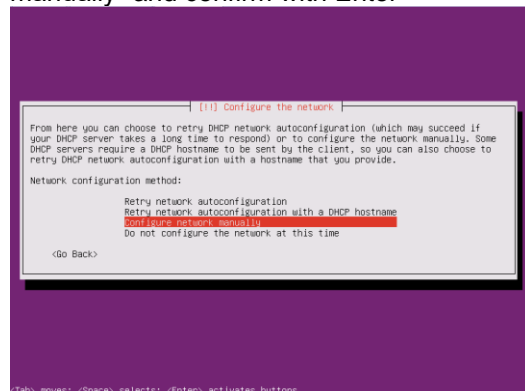 manually" and confirm with Enter
[!!] Configure the network
From here you can choose to retry DHCP network autoconfiguration (which may succeed if
your DHCP server takes a long time to respond) or to configure the network manually. Some
DHCP servers require a DHCP hostname to be sent by the client, so you can also choose to
retry DHCP network autoconfiguration with a hostname that you provide.
Network configuration method:
Retry network autoconfiguration
Retry network autoconfiguration with a DHCP hostname
Configure network manually
Do not configure the network at this time
<Go Back>
<Tab> moves; <Space> selects; <Enter> activates buttons